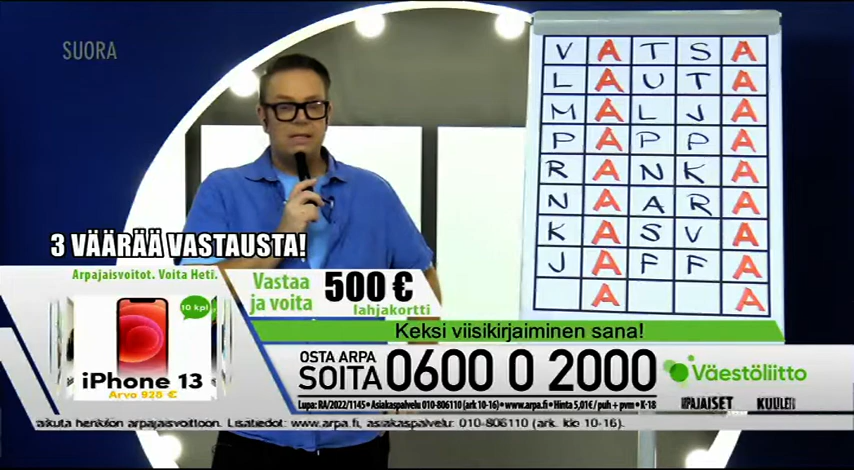 SUORA
V A T S A
L A U T A
M A L J A
P A P P A
R A N K A
N A A R A
K A S V A
J A F F A
A A
3 VÄÄRÄÄ VASTAUSTA!
Arpajaisvoitot. Voita Heti.
10 kpl
iPhone 13
Arvo 928 €
Vastaa ja voita
500 €
lahjakortti
Keksi viisikirjaiminen sana!
OSTA ARPA
SOITA 0600 0 2000
Väestöliitto
Lupa: RA/2022/1145 • Asiakaspalvelu 010-806110 (ark 10-16) • www.arpa.fi • Hinta 5,01€ / puh + pvm • K-18
aikuta henkilön arpajaisvoittoon. Lisätiedot: www.arpa.fi, asiakaspalvelu: 010-806110 (ark. klo 10-16).